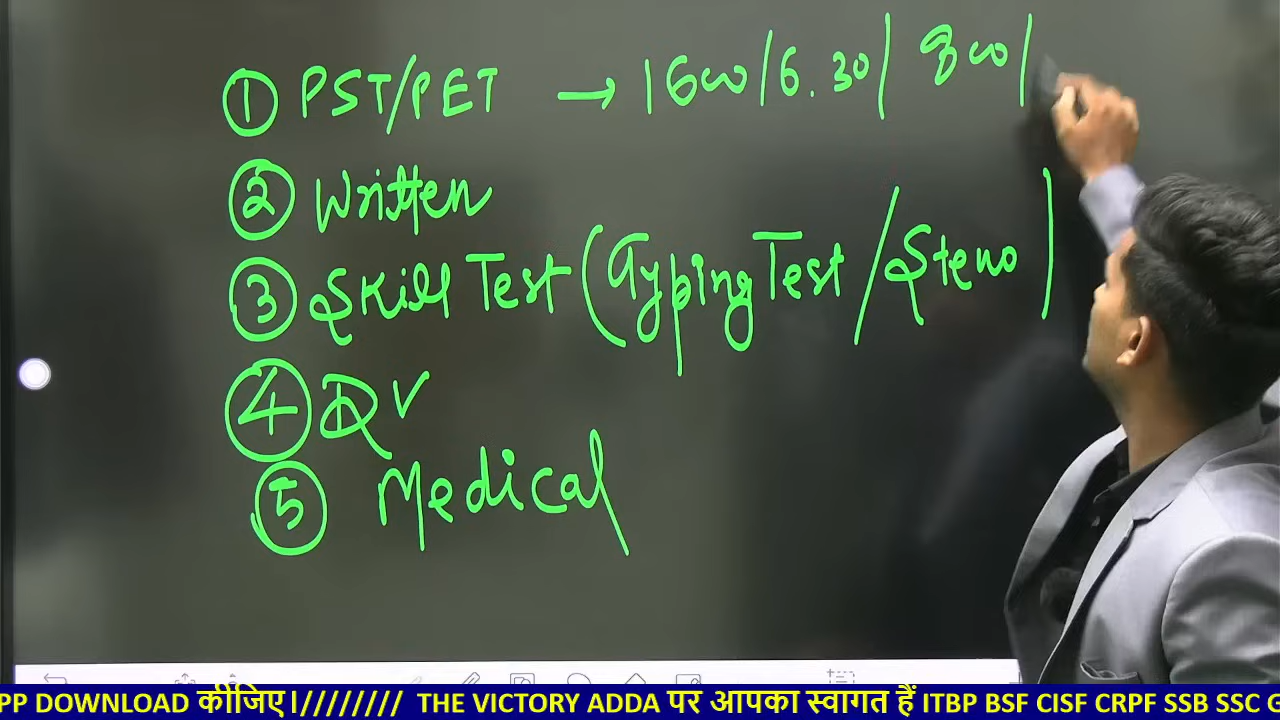 ① PST/PET → 1600/6.30/800/
② Written
③ Skill Test (Typing Test/Steno)
④ DV
⑤ Medical
PP DOWNLOAD कीजिए।//////// THE VICTORY ADDA पर आपका स्वागत हैं ITBP BSF CISF CRPF SSB SSC G